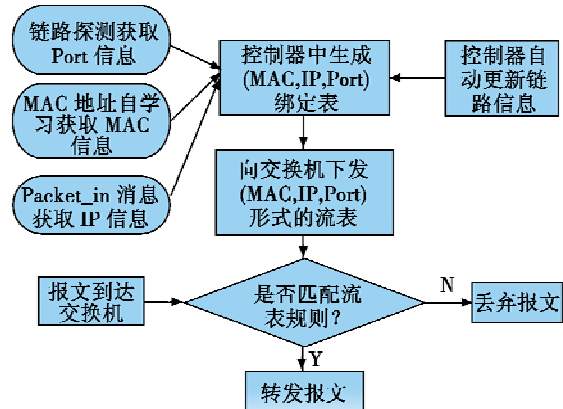 链路探测获取
Port 信息
MAC 地址自学
习获取 MAC
信息
Packet_in 消息
获取 IP 信息
控制器中生成
(MAC,IP,Port)
绑定表
控制器自
动更新链
路信息
向交换机下发
(MAC,IP,Port)
形式的流表
报文到达
交换机
是否匹配流
表规则?
N
丢弃报文
Y
转发报文